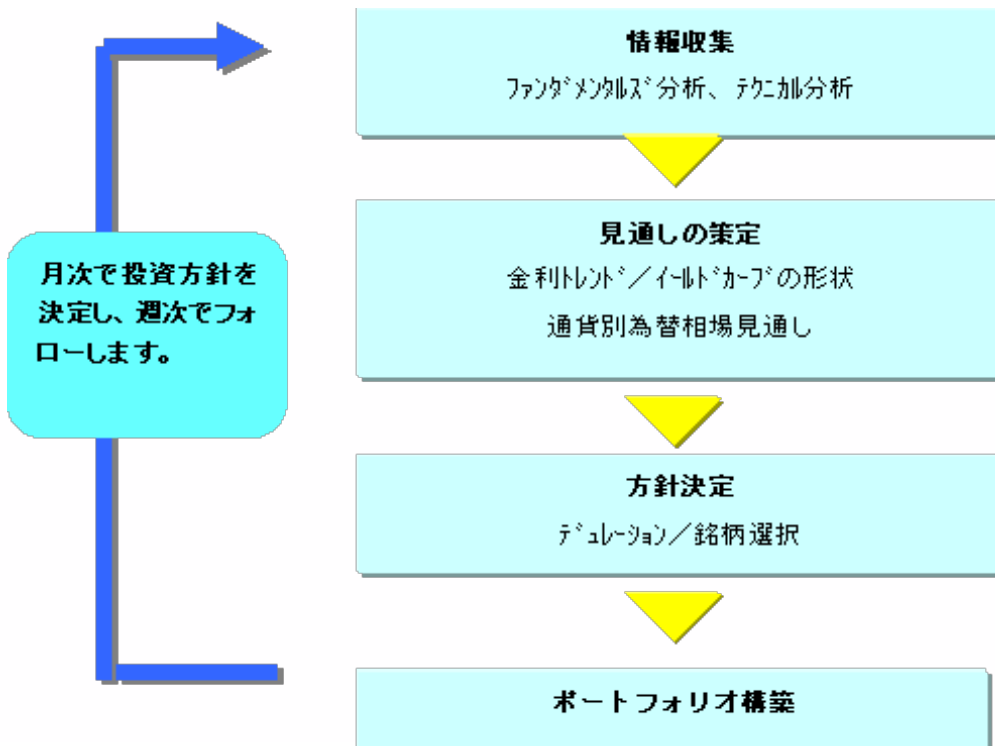 情報収集
ﾌｧﾝﾀﾞﾒﾝﾀﾙｽﾞ分析、ﾃｸﾆｶﾙ分析
見通しの策定
金利ﾄﾚﾝﾄﾞ／ｲｰﾙﾄﾞｶｰﾌﾞの形状
通貨別為替相場見通し
月次で投資方針を
決定し、週次でフォ
ローします。
方針決定
ﾃﾞｭﾚｰｼｮﾝ／銘柄選択
ポートフォリオ構築